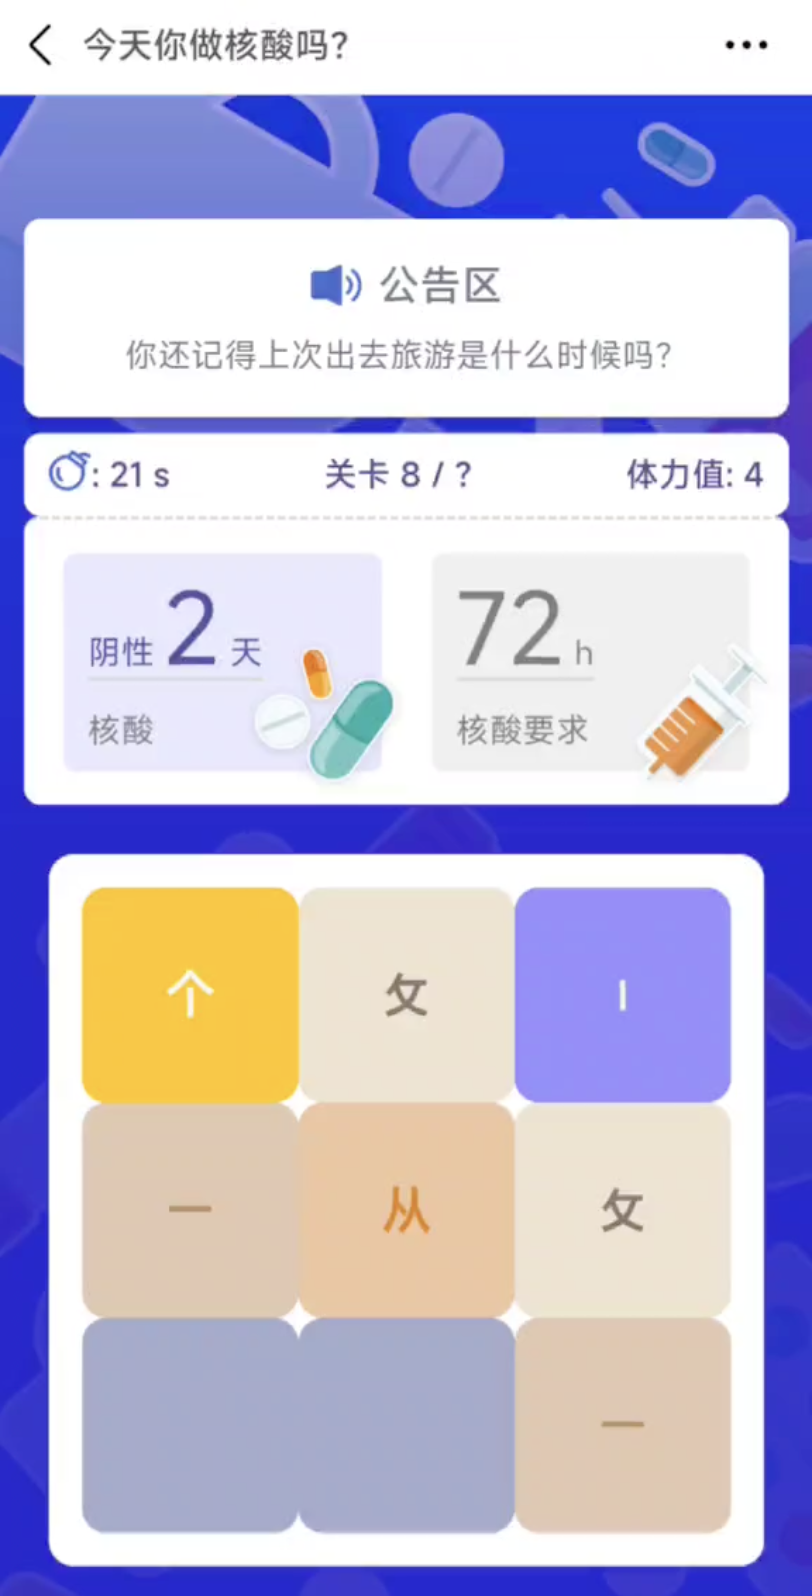 今天你做核酸吗?
公告区
你还记得上次出去旅游是什么时候吗?
: 21 s 关卡 8 / ? 体力值: 4
阴性 2 天 72 h
核酸 核酸要求
个 攵 丨
一 从 攵
一